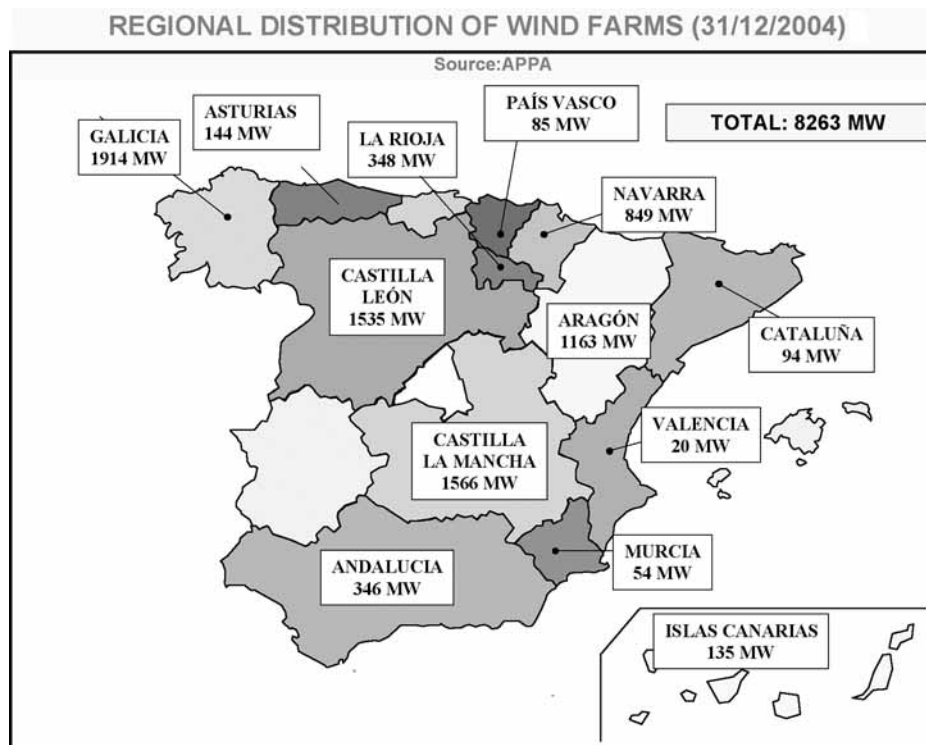 REGIONAL DISTRIBUTION OF WIND FARMS (31/12/2004)
Source:APPA
TOTAL: 8263 MW
PAÍS VASCO
85 MW
ASTURIAS
144 MW
GALICIA
1914 MW
LA RIOJA
348 MW
NAVARRA
849 MW
CASTILLA
LEÓN
1535 MW
ARAGÓN
1163 MW
CATALUÑA
94 MW
VALENCIA
20 MW
CASTILLA
LA MANCHA
1566 MW
MURCIA
54 MW
ANDALUCIA
346 MW
ISLAS CANARIAS
135 MW